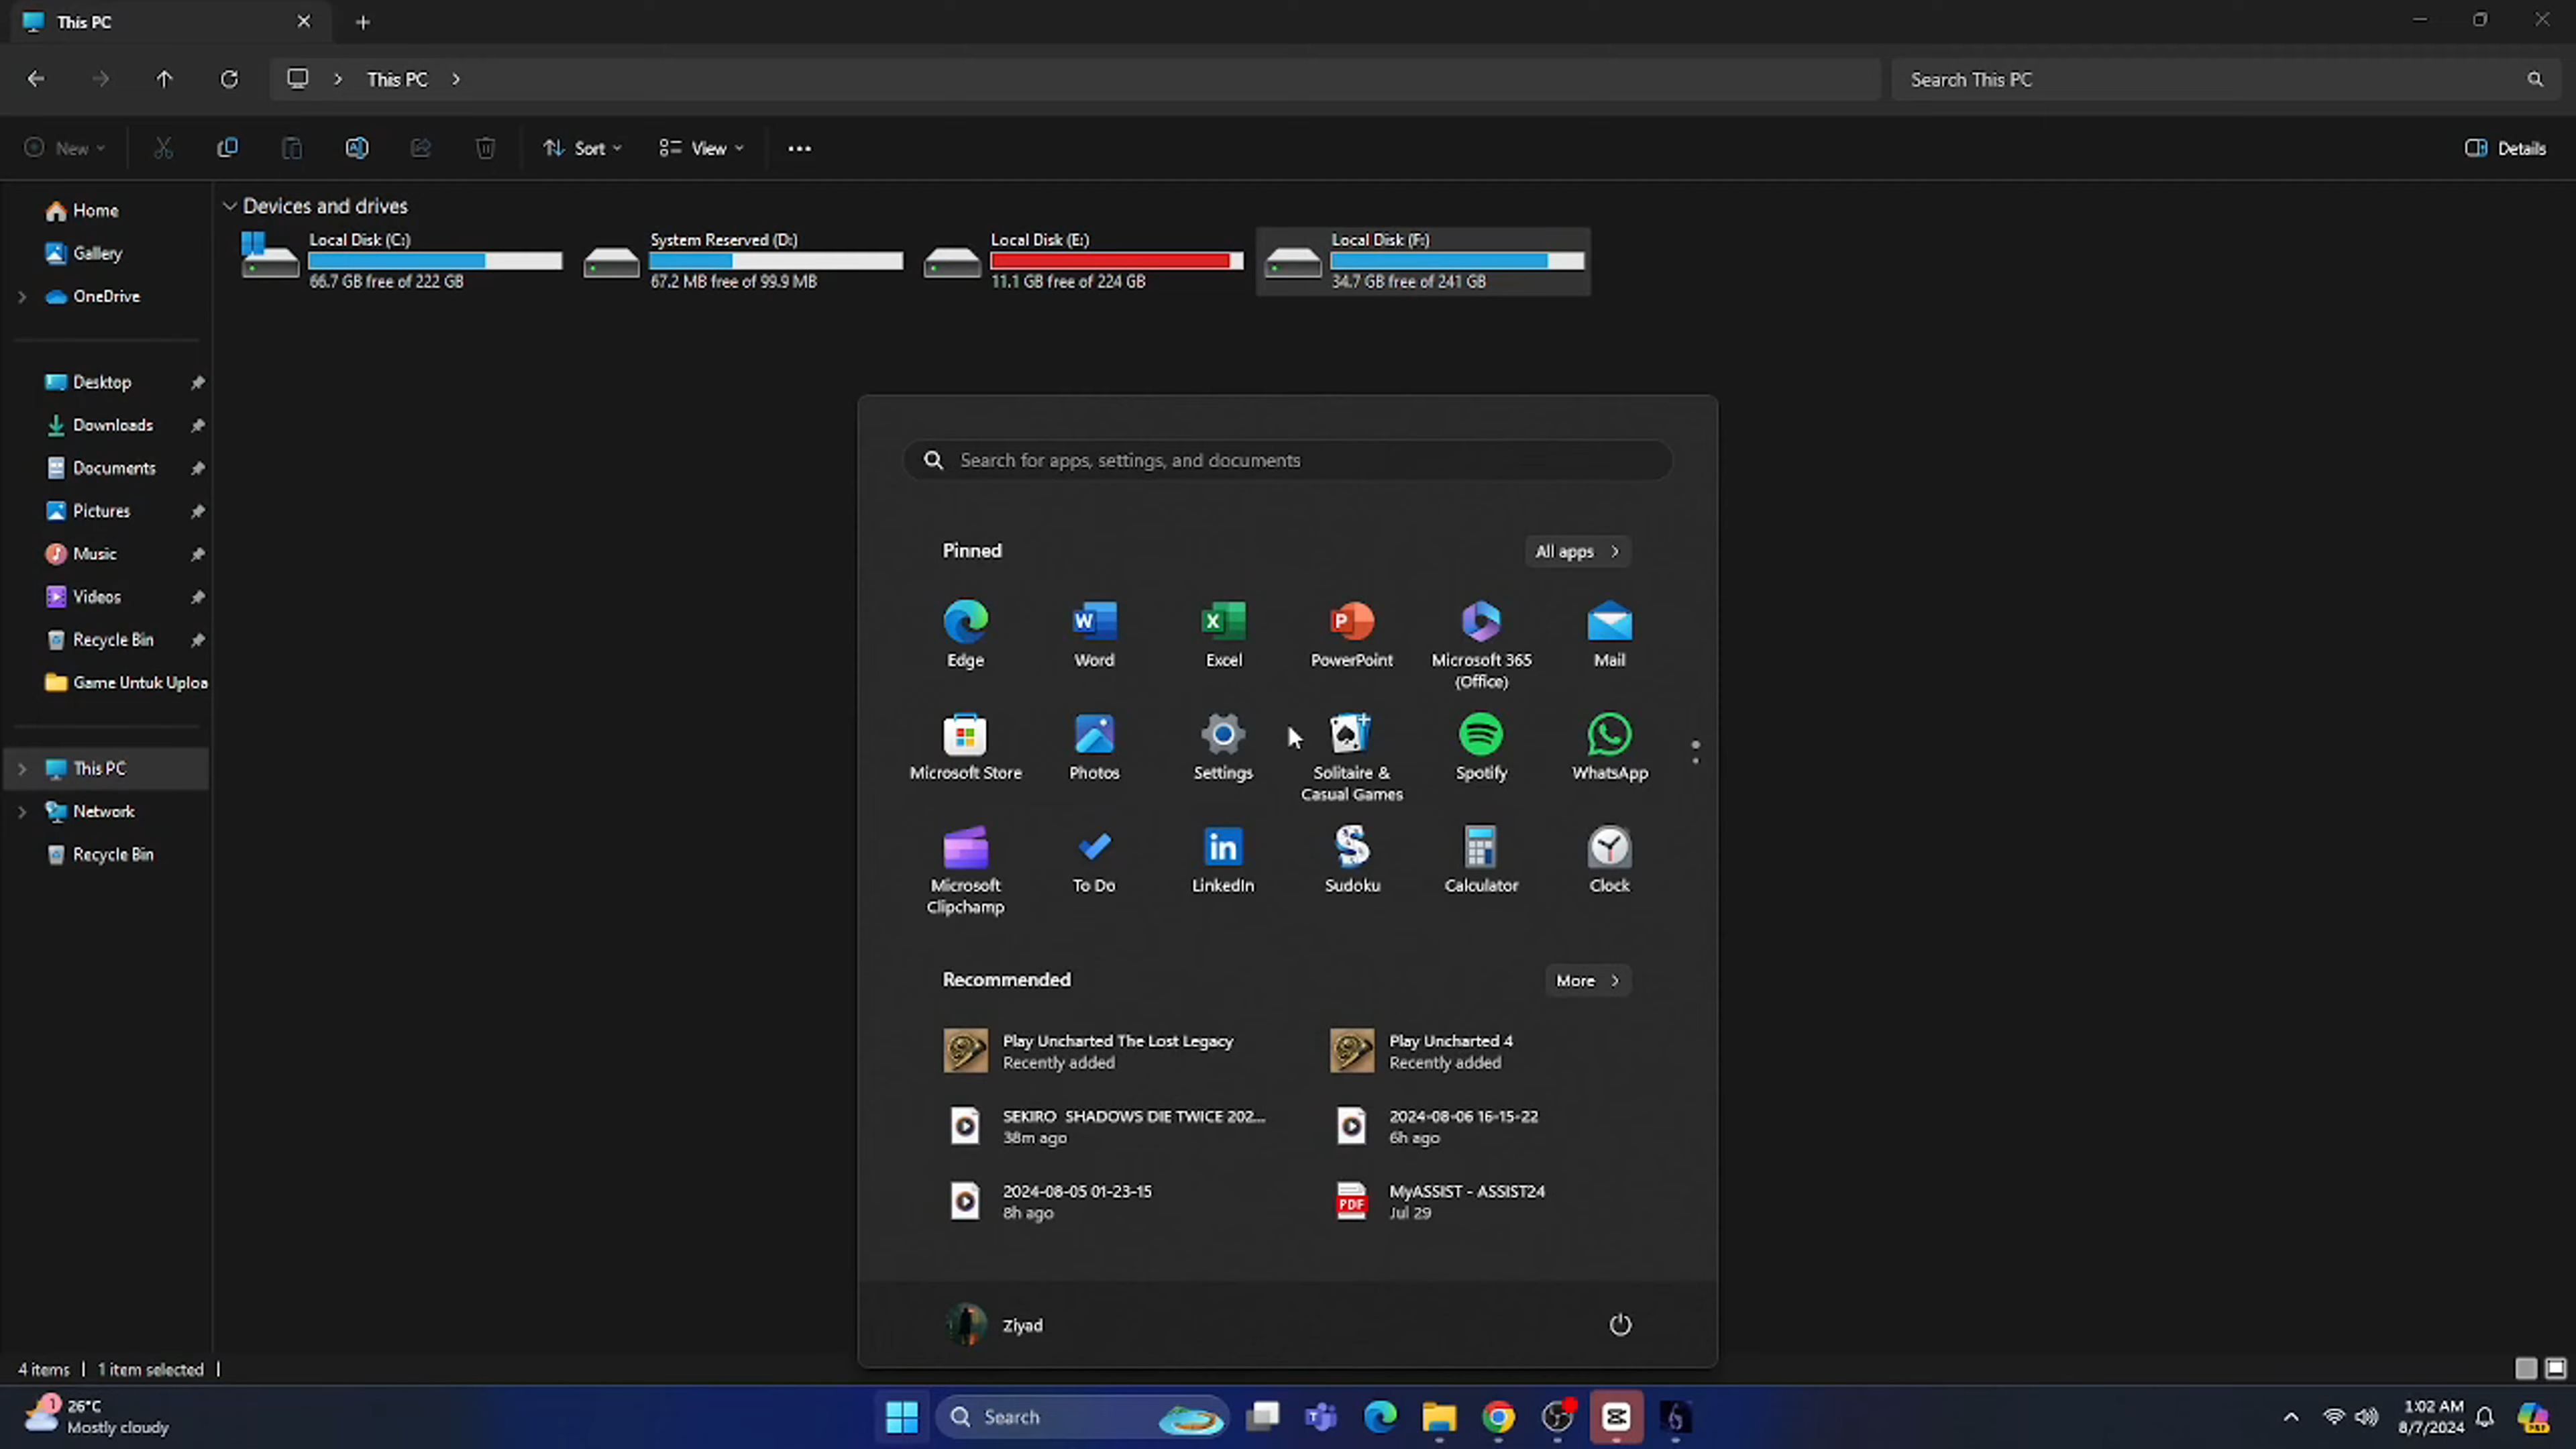 This PC
This PC
Search This PC
New
Sort
View
Details
Home
Gallery
OneDrive
Desktop
Downloads
Documents
Pictures
Music
Videos
Recycle Bin
Game Untuk Uploa
This PC
Network
Recycle Bin
Devices and drives
Local Disk (C:)
66.7 GB free of 222 GB
System Reserved (D:)
67.2 MB free of 99.9 MB
Local Disk (E:)
11.1 GB free of 224 GB
Local Disk (F:)
34.7 GB free of 241 GB
Search for apps, settings, and documents
Pinned
All apps
Edge
Word
Excel
PowerPoint
Microsoft 365
(Office)
Mail
Microsoft Store
Photos
Settings
Solitaire &
Casual Games
Spotify
WhatsApp
Microsoft
Clipchamp
To Do
LinkedIn
Sudoku
Calculator
Clock
Recommended
More
Play Uncharted The Lost Legacy
Recently added
Play Uncharted 4
Recently added
SEKIRO SHADOWS DIE TWICE 202...
38m ago
2024-08-06 16-15-22
6h ago
2024-08-05 01-23-15
8h ago
PDF
MyASSIST - ASSIST24
Jul 29
Ziyad
4 items
1 item selected
1
26°C
Mostly cloudy
Search
1:02 AM
8/7/2024